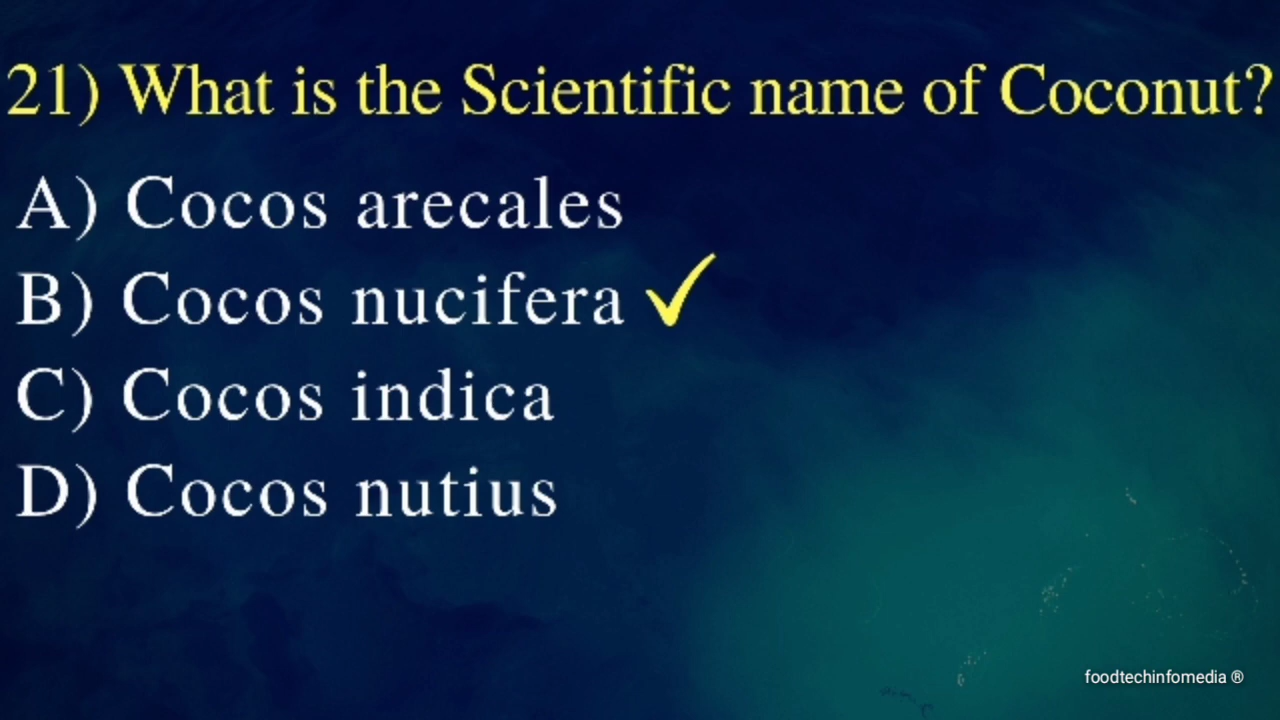 21) What is the Scientific name of Coconut?
A) Cocos arecales
B) Cocos nucifera ✓
C) Cocos indica
D) Cocos nutius
foodtechinfomedia ®